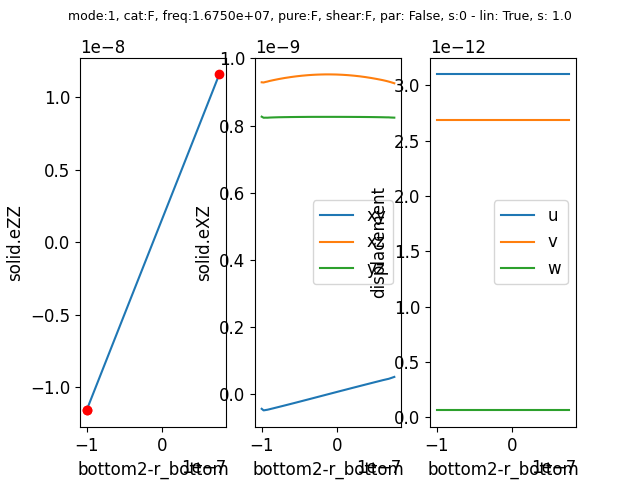 mode:1, cat:F, freq:1.6750e+07, pure:F, shear:F, par: False, s:0 - lin: True, s: 1.0
1e−8
1.0
0.5
0.0
−0.5
−1.0
solid.eZZ
−1
0
1e−7
bottom2-r_bottom
1e−9
1.0
0.8
0.6
0.4
0.2
0.0
solid.eXZ
xy
xz
yz
−1
0
1e−7
bottom2-r_bottom
1e−12
3.0
2.5
2.0
1.5
1.0
0.5
0.0
displacement
u
v
w
−1
0
1e−7
bottom2-r_bottom